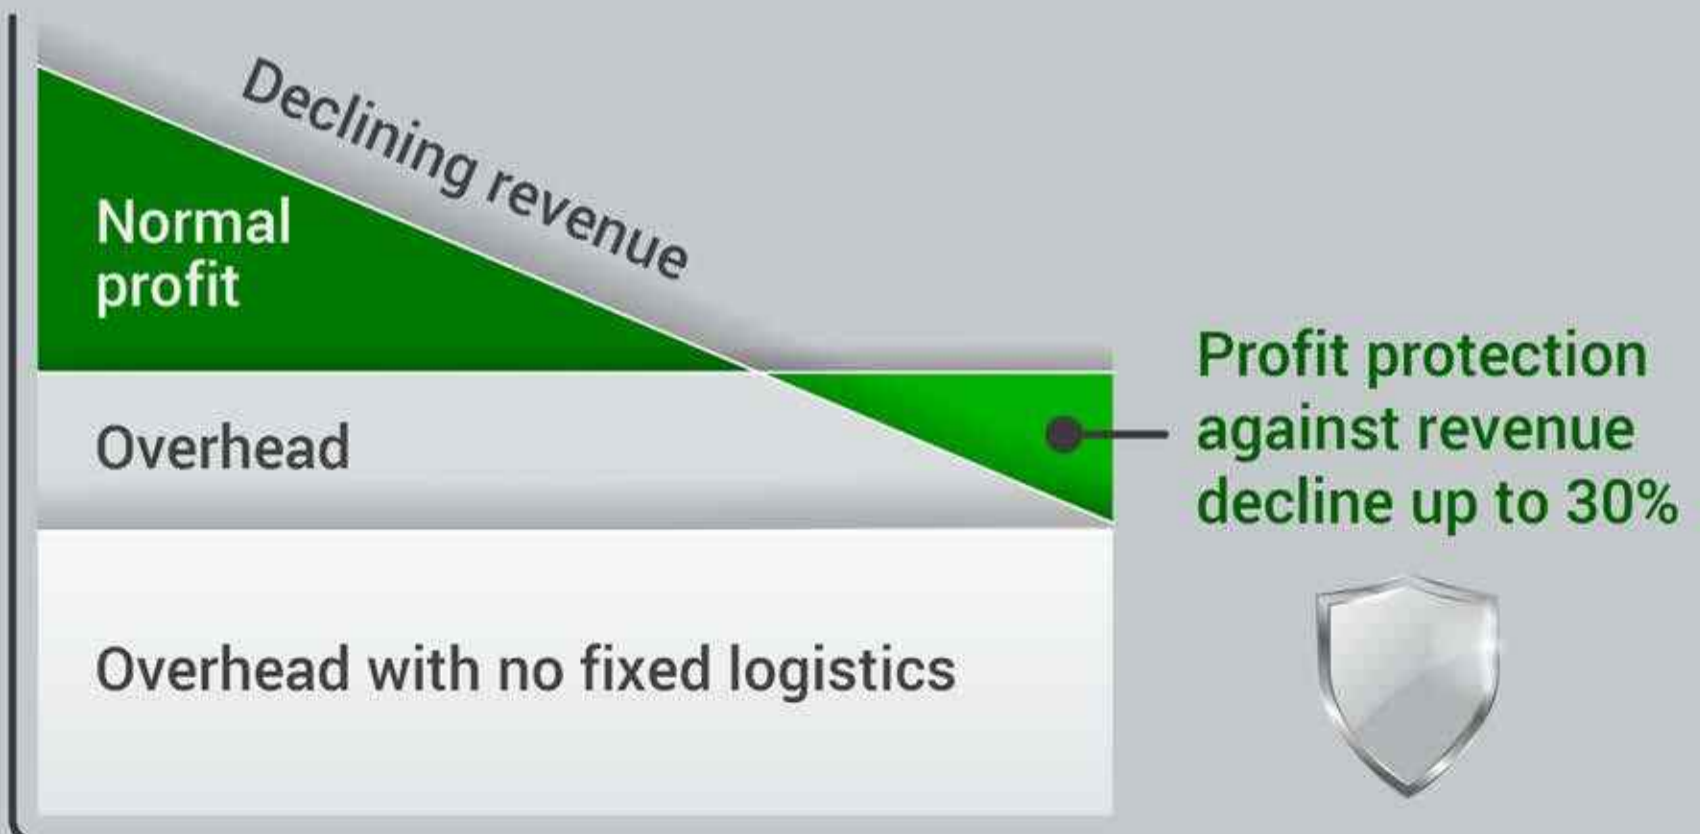 Declining revenue
Normal
profit
Overhead
Overhead with no fixed logistics
Profit protection
against revenue
decline up to 30%